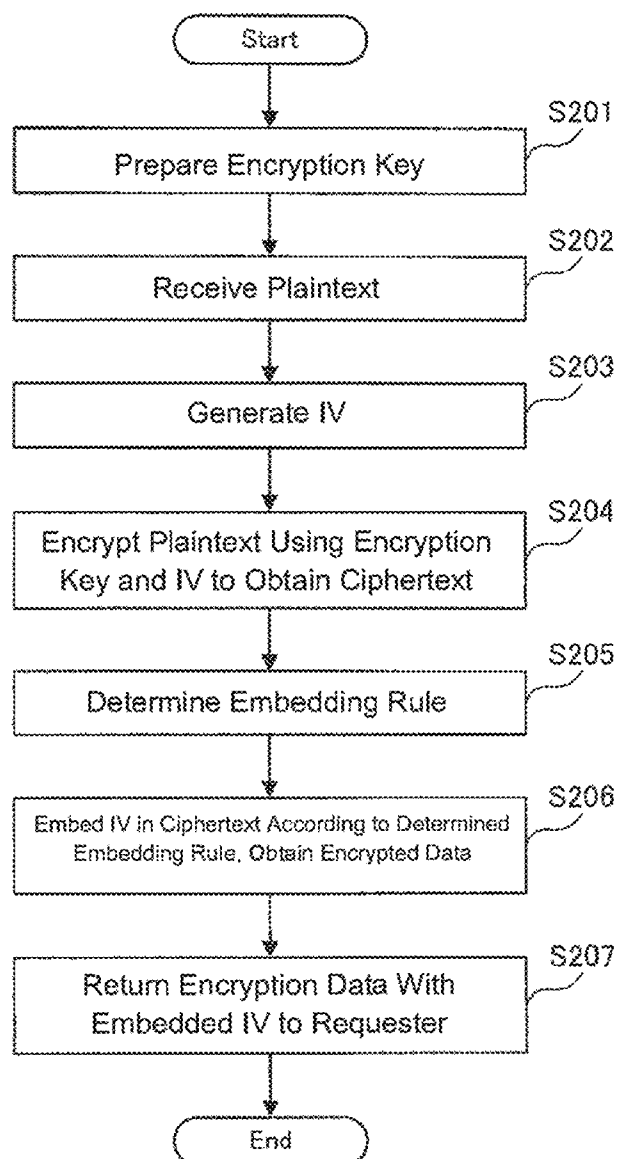 Start
S201
Prepare Encryption Key
S202
Receive Plaintext
S203
Generate IV
S204
Encrypt Plaintext Using Encryption
Key and IV to Obtain Ciphertext
S205
Determine Embedding Rule
S206
Embed IV in Ciphertext According to Determined
Embedding Rule, Obtain Encrypted Data
S207
Return Encryption Data With
Embedded IV to Requester
End